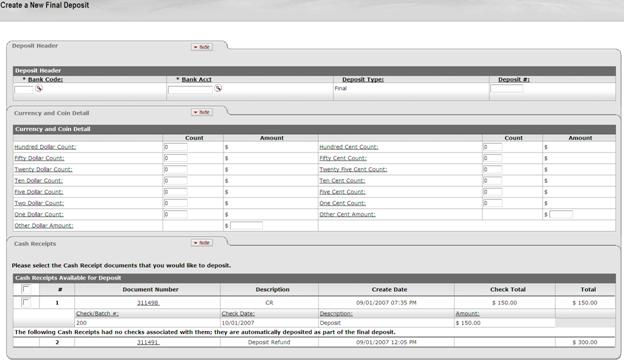 Create a New Final Deposit
Deposit Header hide
Deposit Header
* Bank Code: * Bank Acct Deposit Type: Deposit #:
Final
Currency and Coin Detail hide
Currency and Coin Detail
Count Amount Count Amount
Hundred Dollar Count: 0 $ Hundred Cent Count: 0 $
Fifty Dollar Count: 0 $ Fifty Cent Count: 0 $
Twenty Dollar Count: 0 $ Twenty Five Cent Count: 0 $
Ten Dollar Count: 0 $ Ten Cent Count: 0 $
Five Dollar Count: 0 $ Five Cent Count: 0 $
Two Dollar Count: 0 $ One Cent Count: 0 $
One Dollar Count: 0 $ Other Cent Amount: $
Other Dollar Amount: $
Cash Receipts hide
Please select the Cash Receipt documents that you would like to deposit.
Cash Receipts Available for Deposit
# Document Number Description Create Date Check Total Total
1 311498 CR 09/01/2007 07:35 PM $ 150.00 $ 150.00
Check/Batch #: Check Date: Description: Amount:
200 10/01/2007 Deposit $ 150.00
The following Cash Receipts had no checks associated with them; they are automatically deposited as part of the final deposit.
2 311491 Deposit Refund 09/01/2007 12:05 PM $ 300.00